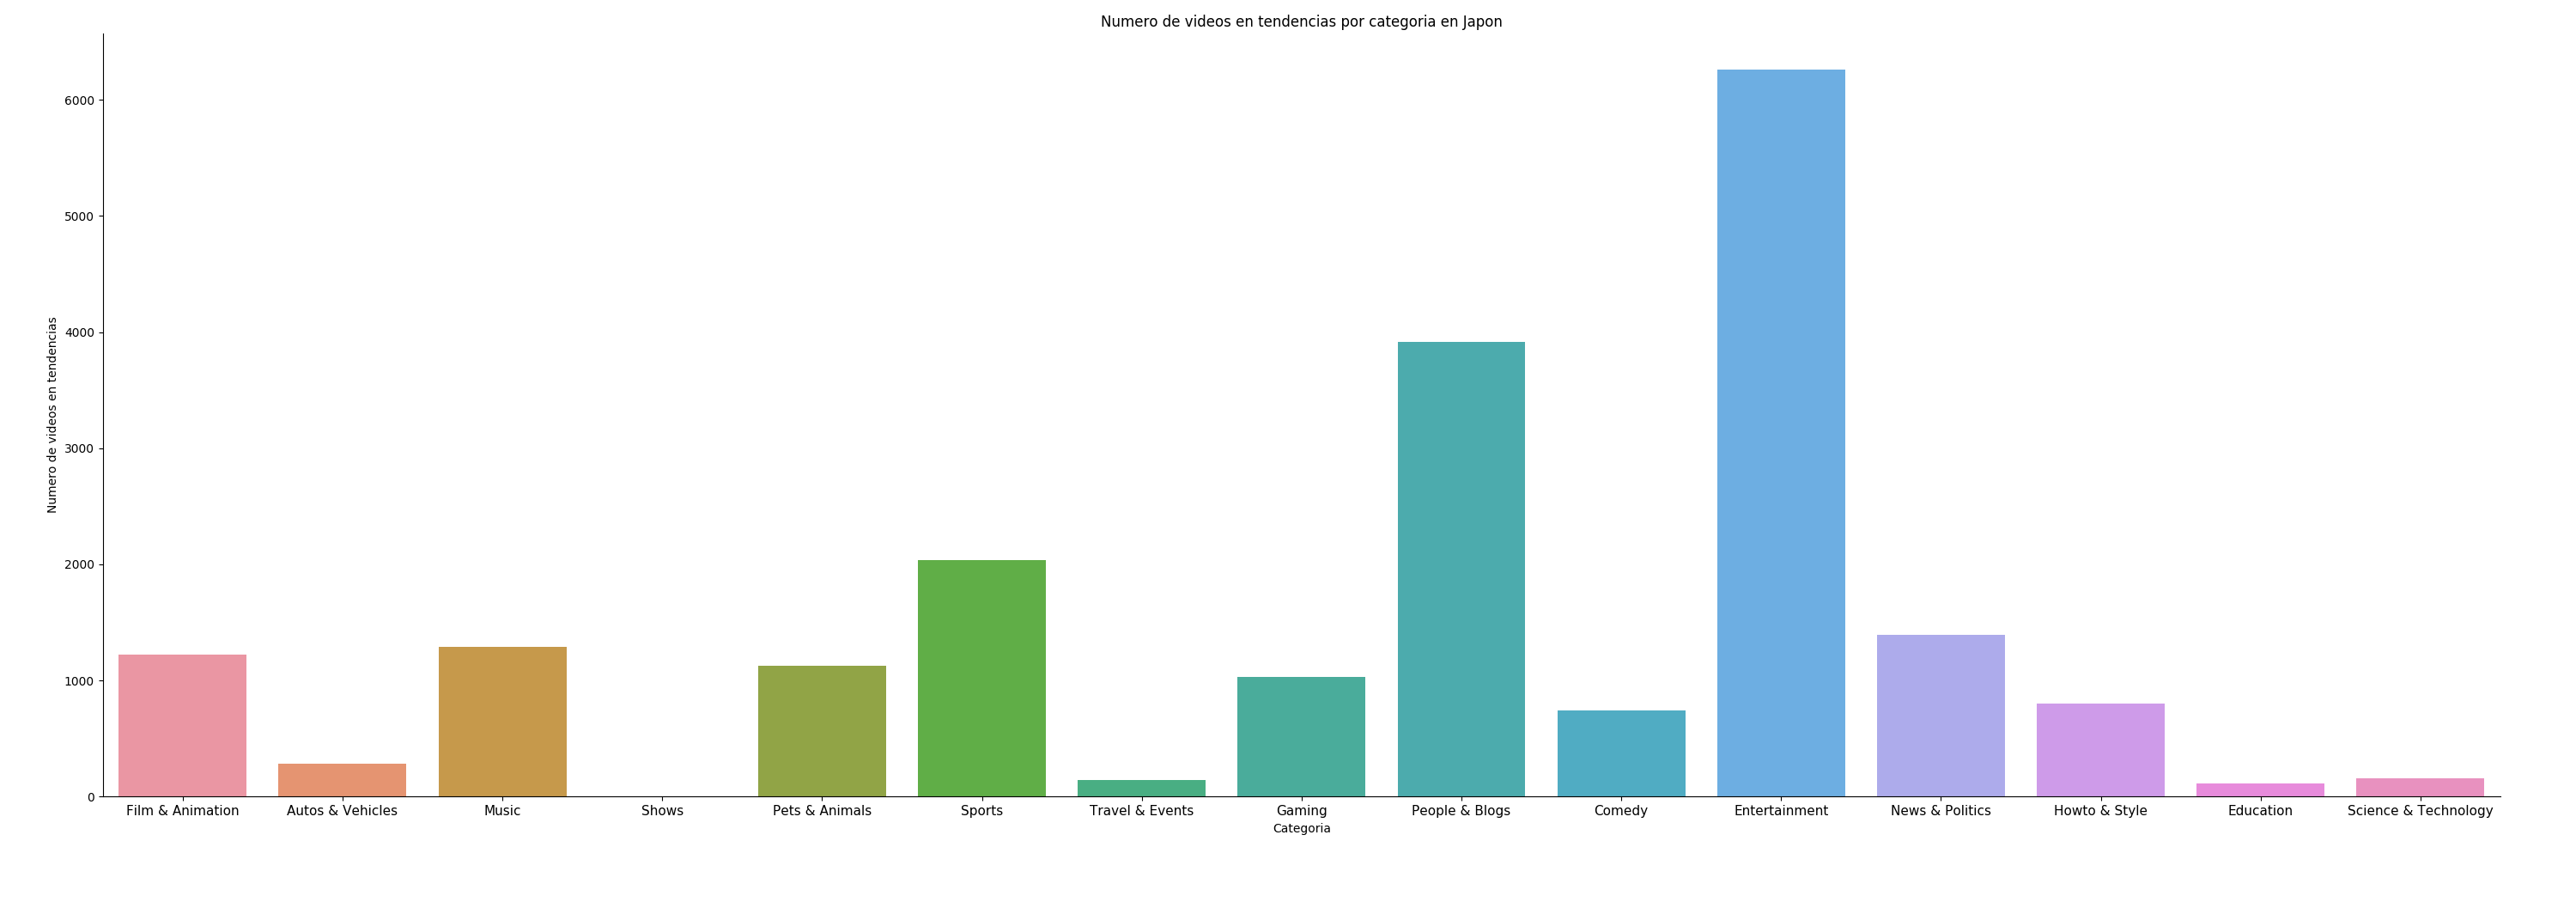 Numero de videos en tendencias por categoria en Japon
Numero de videos en tendencias
6000
5000
4000
3000
2000
1000
0
Film & Animation
Autos & Vehicles
Music
Shows
Pets & Animals
Sports
Travel & Events
Gaming
People & Blogs
Comedy
Entertainment
News & Politics
Howto & Style
Education
Science & Technology
Categoria